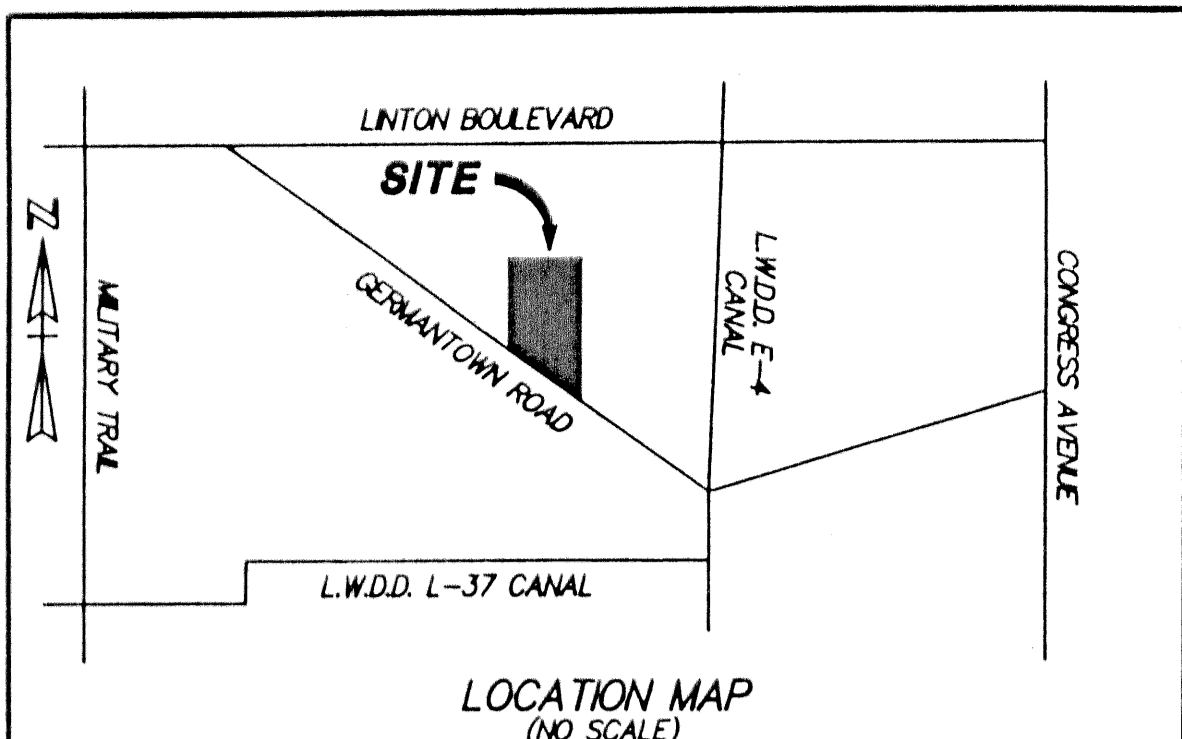 LINTON BOULEVARD
SITE
N
MILITARY TRAIL
GERMANTOWN ROAD
L.W.D.D. E-4
CANAL
CONGRESS AVENUE
L.W.D.D. L-37 CANAL
LOCATION MAP
(NO SCALE)